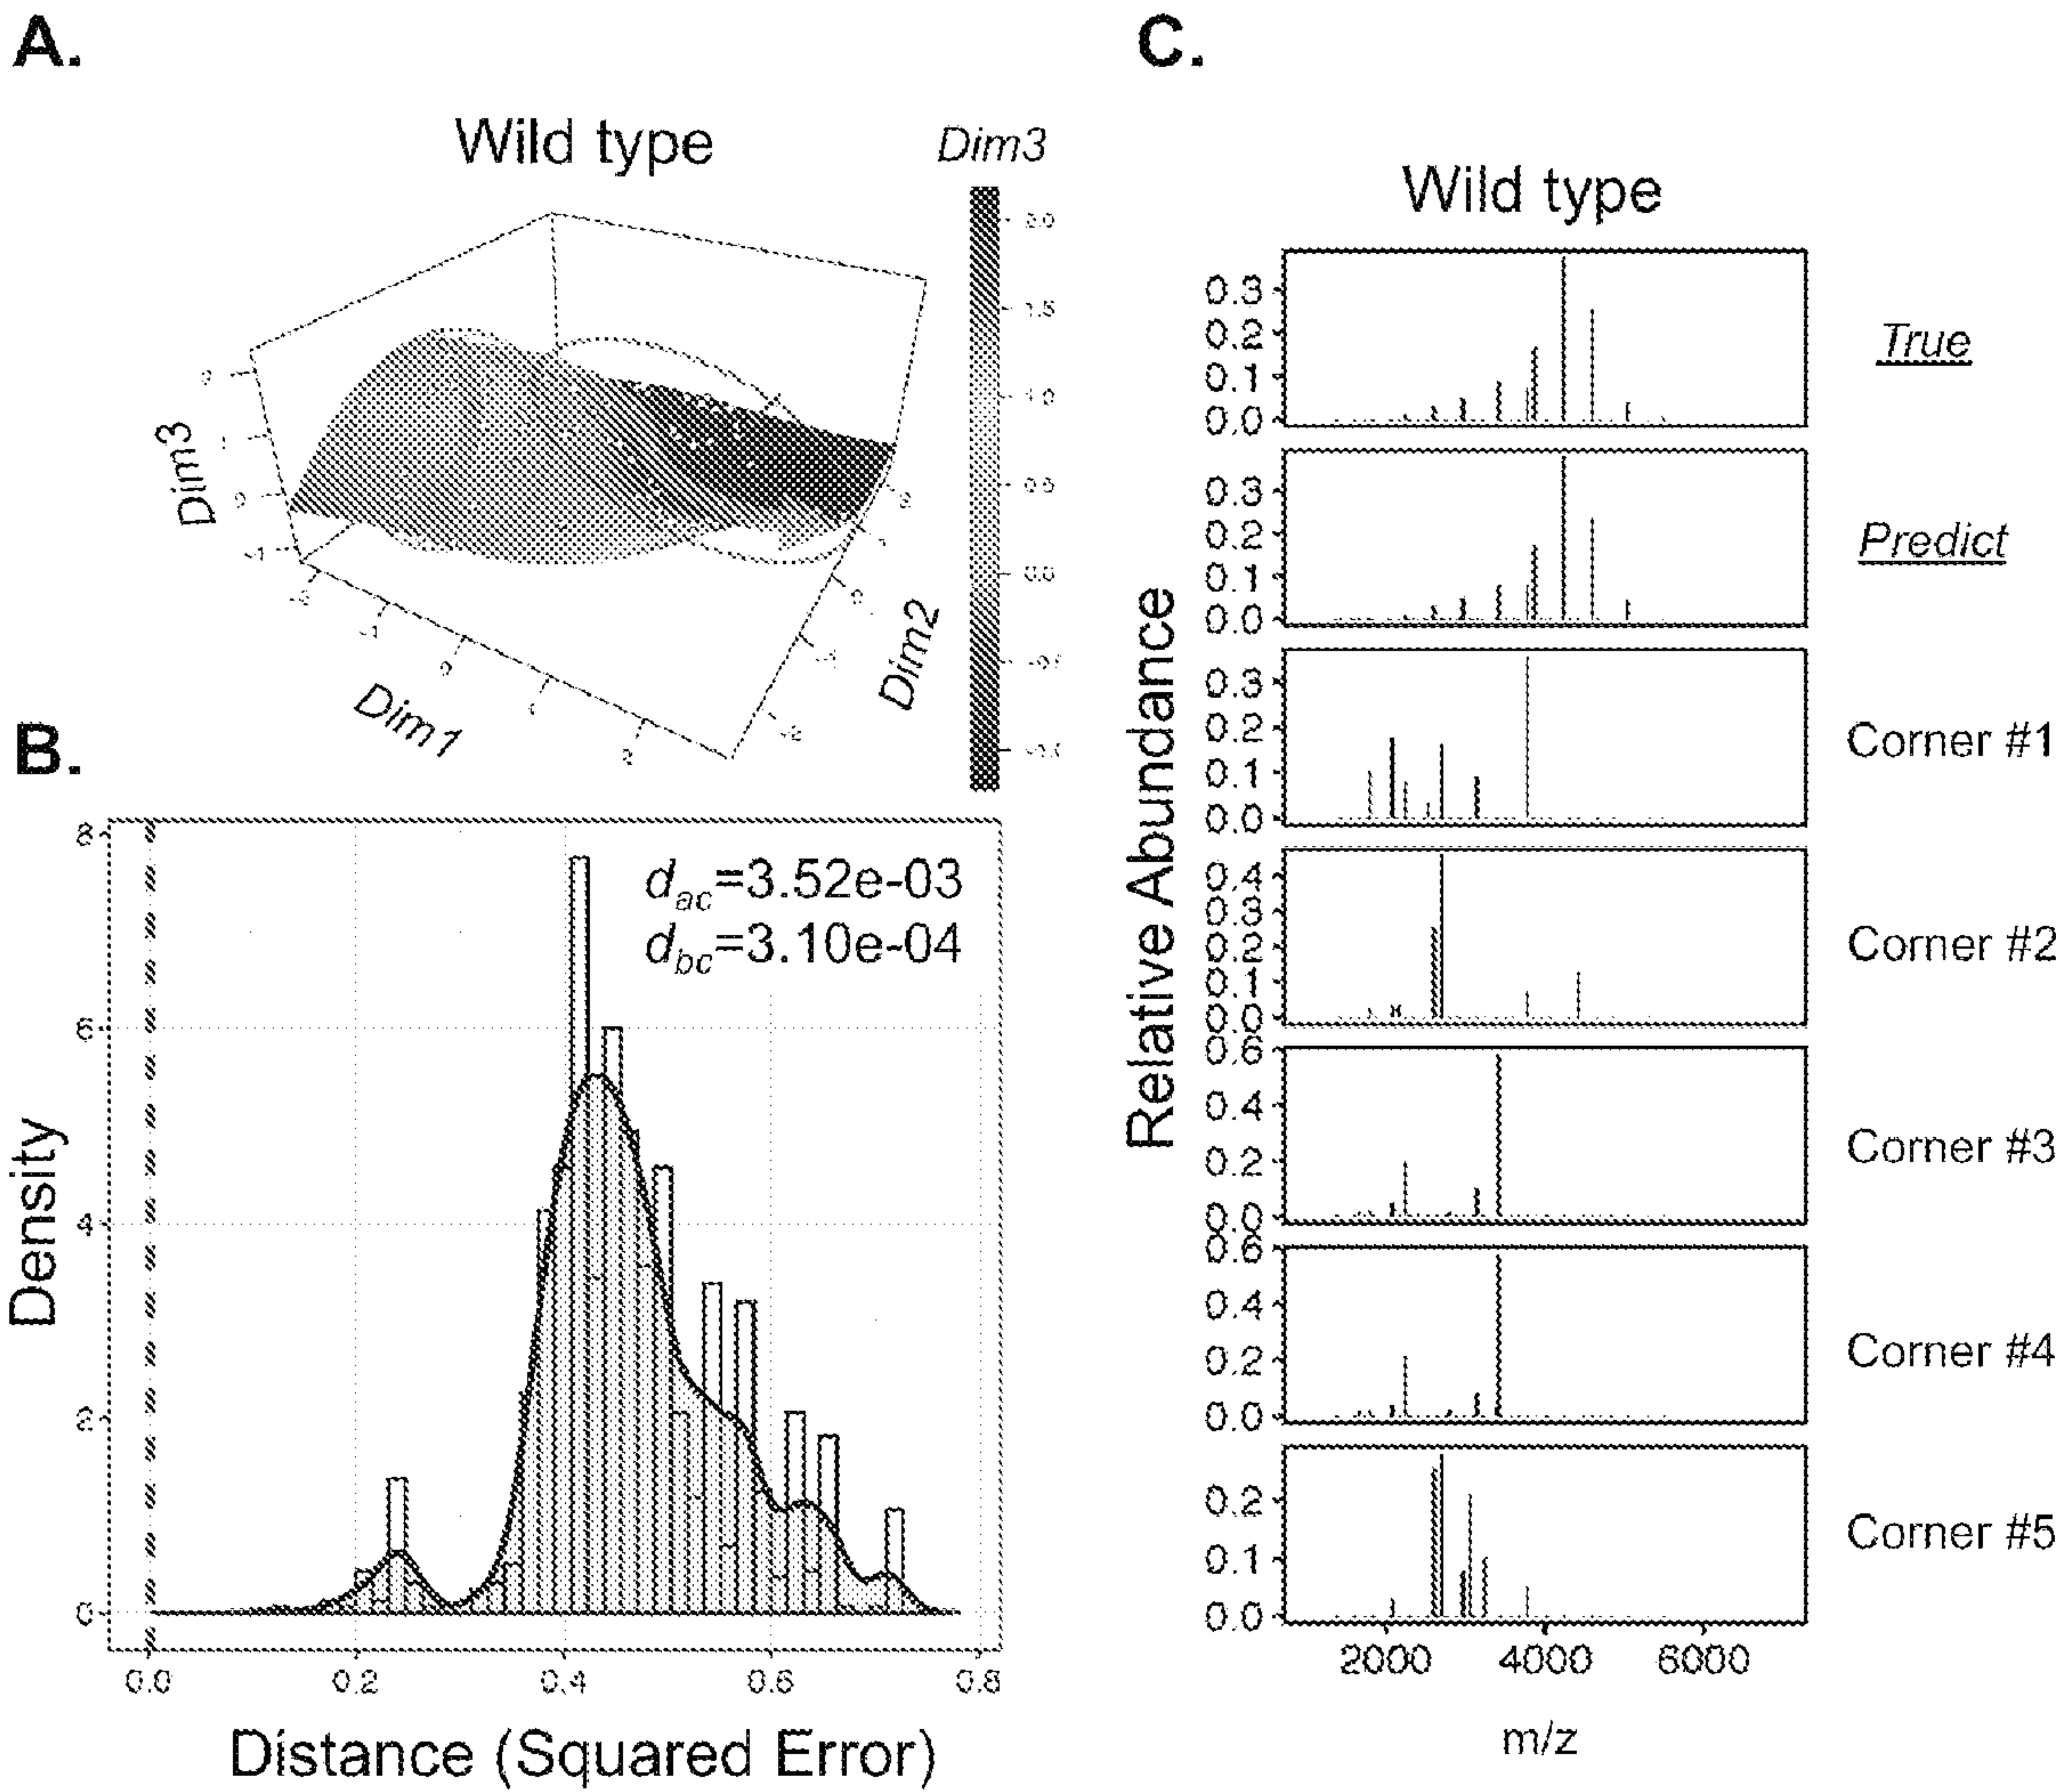 A.
Wild type
Dim3
Dim3
Dim1
Dim2
B.
8
6
4
2
0
Density
d_ac=3.52e-03
d_bc=3.10e-04
0.0 0.2 0.4 0.6 0.8
Distance (Squared Error)
C.
Wild type
Relative Abundance
0.3
0.2
0.1
0.0
True
0.3
0.2
0.1
0.0
Predict
0.3
0.2
0.1
0.0
Corner #1
0.4
0.3
0.2
0.1
0.0
Corner #2
0.6
0.4
0.2
0.0
Corner #3
0.6
0.4
0.2
0.0
Corner #4
0.2
0.1
0.0
Corner #5
2000 4000 6000
m/z